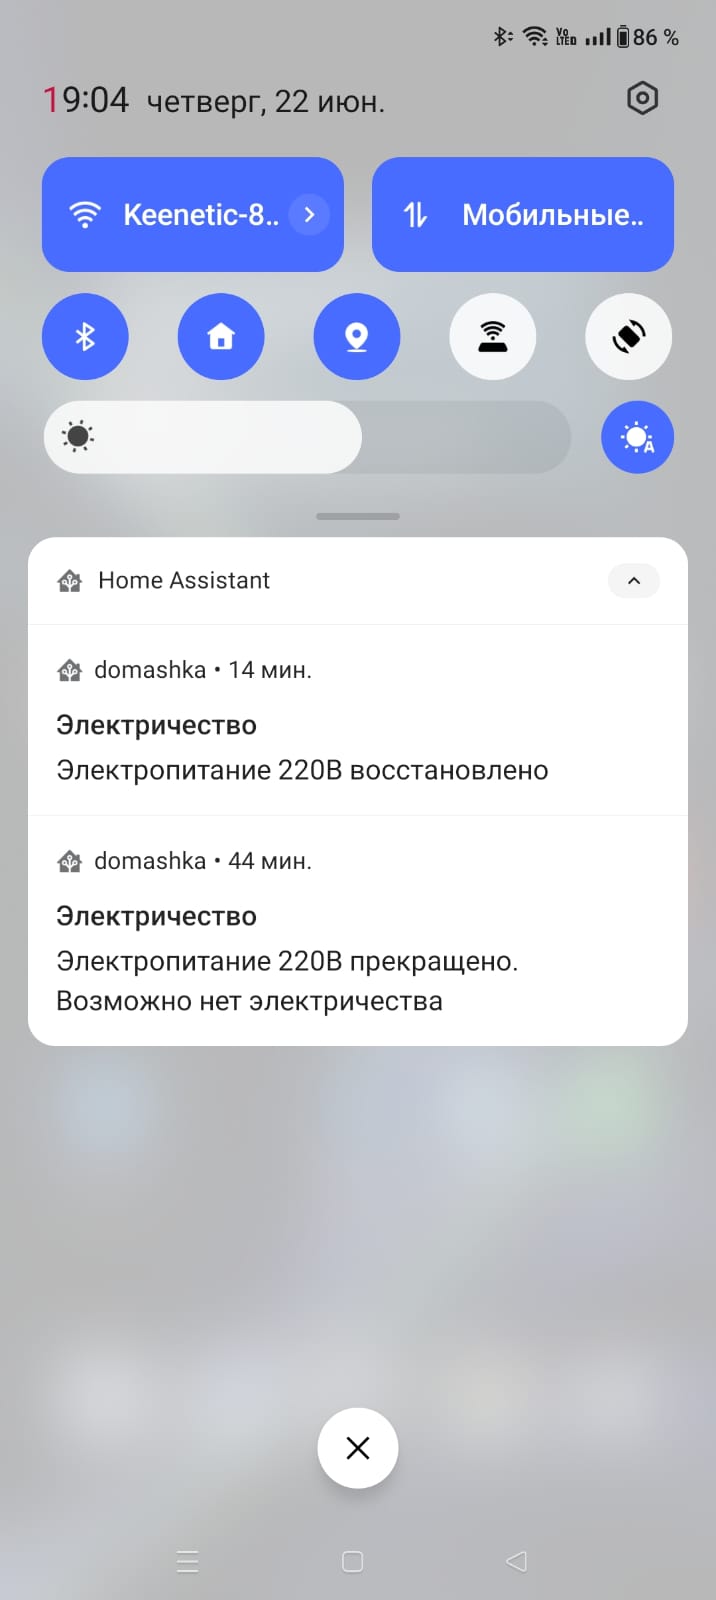 Vo LTE 86 %
19:04 четверг, 22 июн.
Keenetic-8..
Мобильные..
A
Home Assistant
domashka • 14 мин.
Электричество
Электропитание 220В восстановлено
domashka • 44 мин.
Электричество
Электропитание 220В прекращено.
Возможно нет электричества